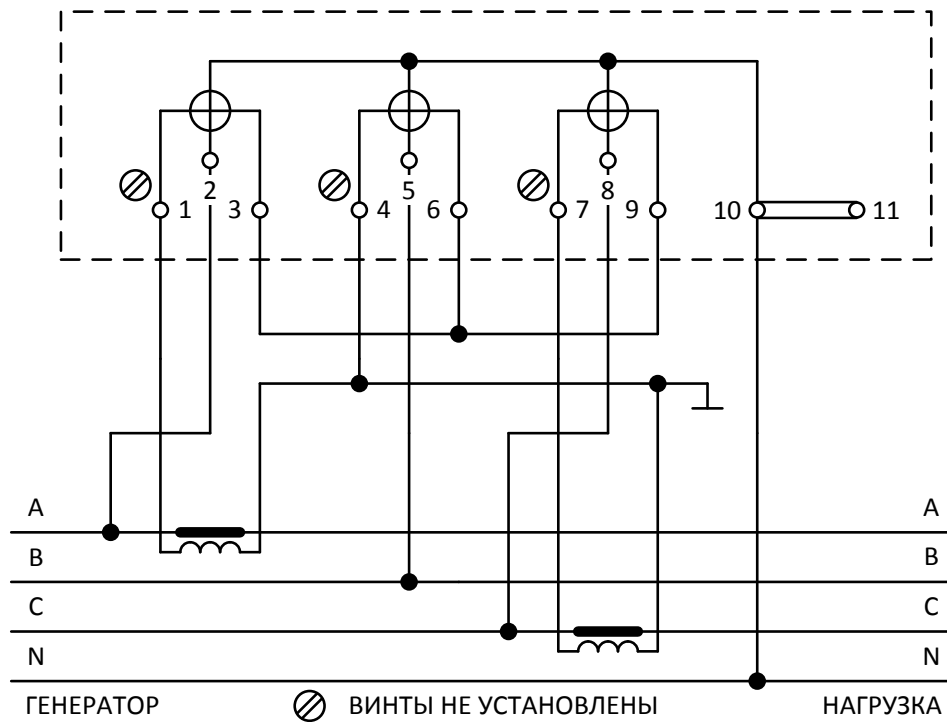 2 5 8
1 3 4 6 7 9 10 11
A A
B B
C C
N N
ГЕНЕРАТОР ВИНТЫ НЕ УСТАНОВЛЕНЫ НАГРУЗКА